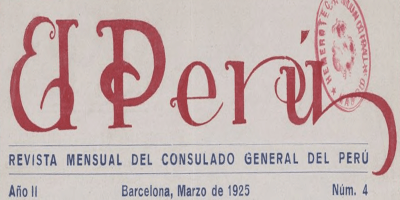 El Perú
REVISTA MENSUAL DEL CONSULADO GENERAL DEL PERÚ
Año II Barcelona, Marzo de 1925 Núm. 4